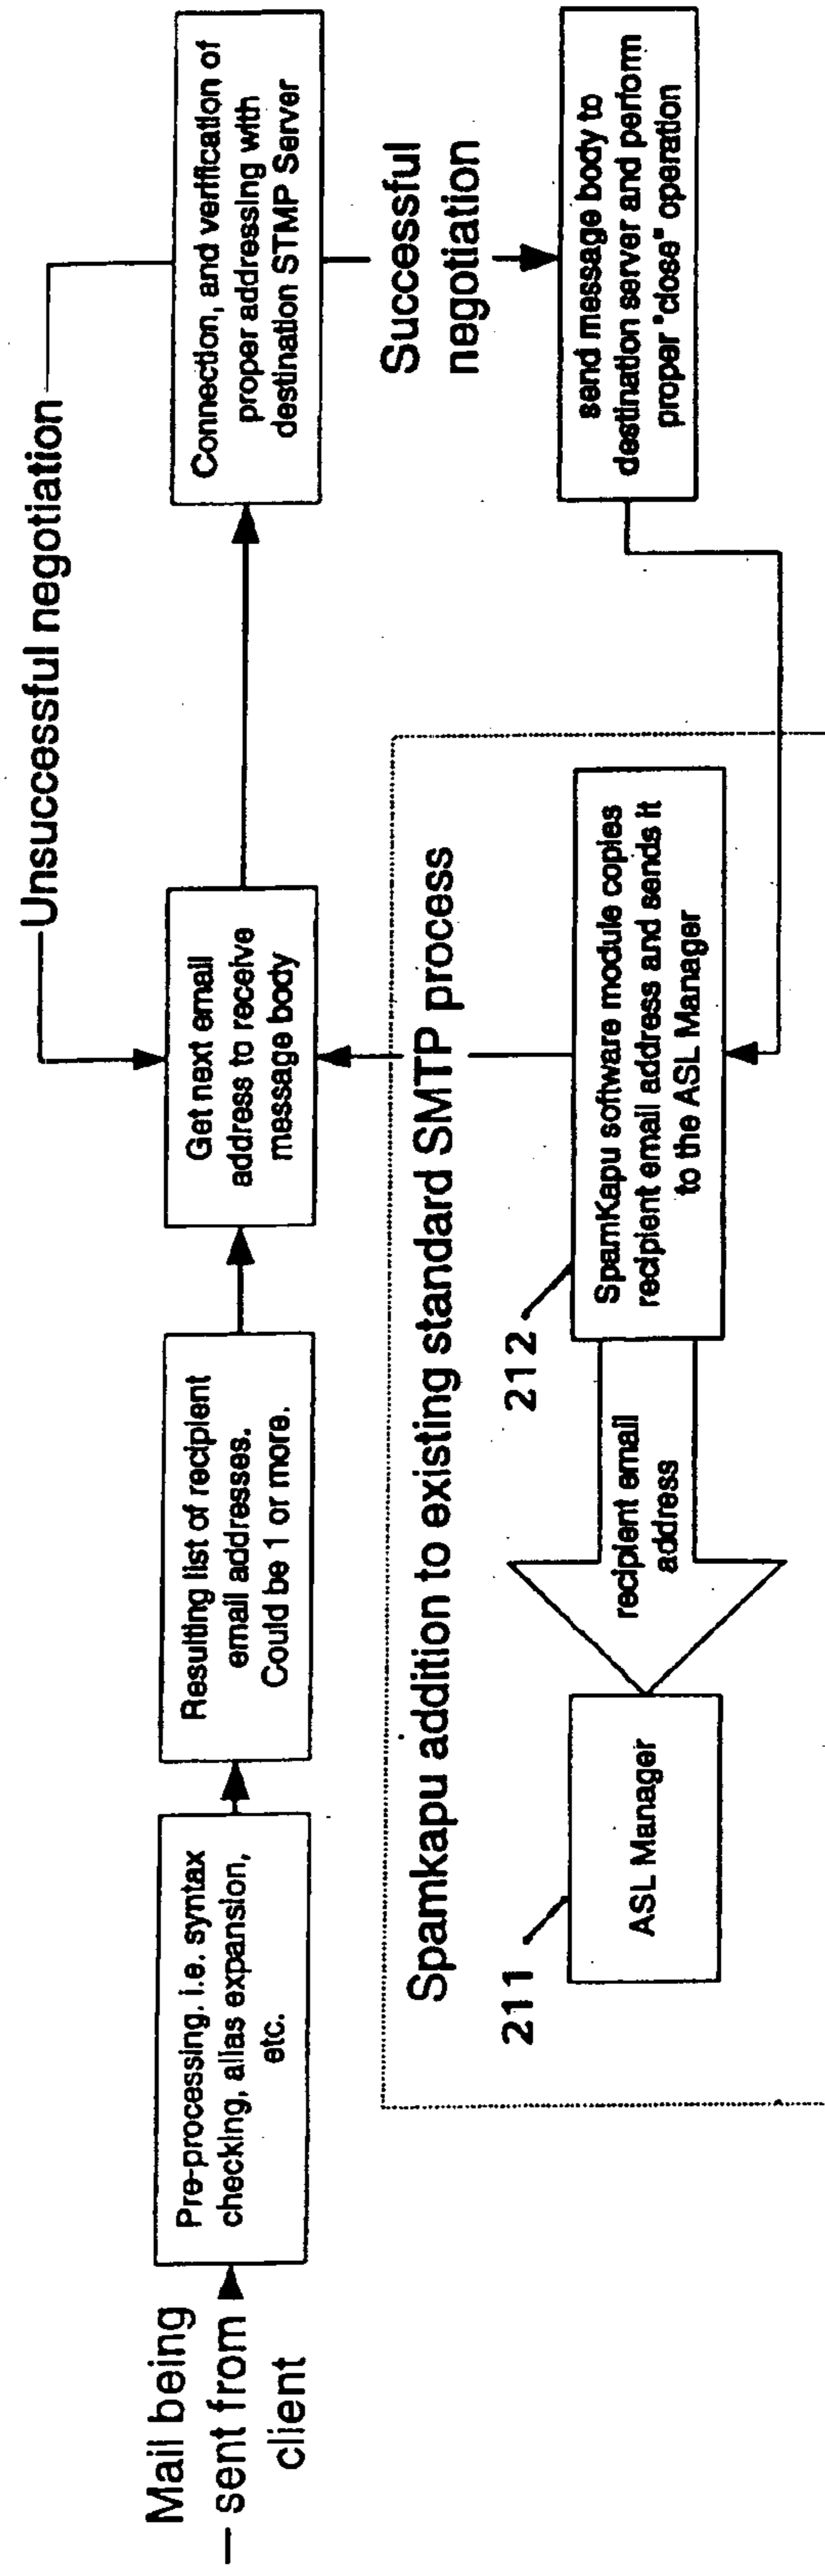 Mail being
sent from
client
Pre-processing, i.e. syntax
checking, alias expansion,
etc.
Resulting list of recipient
email addresses.
Could be 1 or more.
Get next email
address to receive
message body
Unsuccessful negotiation
Connection, and verification of
proper addressing with
destination STMP Server
Successful
negotiation
send message body to
destination server and perform
proper "close" operation
Spamkapu addition to existing standard SMTP process
212
SpamKapu software module copies
recipient email address and sends it
to the ASL Manager
recipient email
address
211
ASL Manager